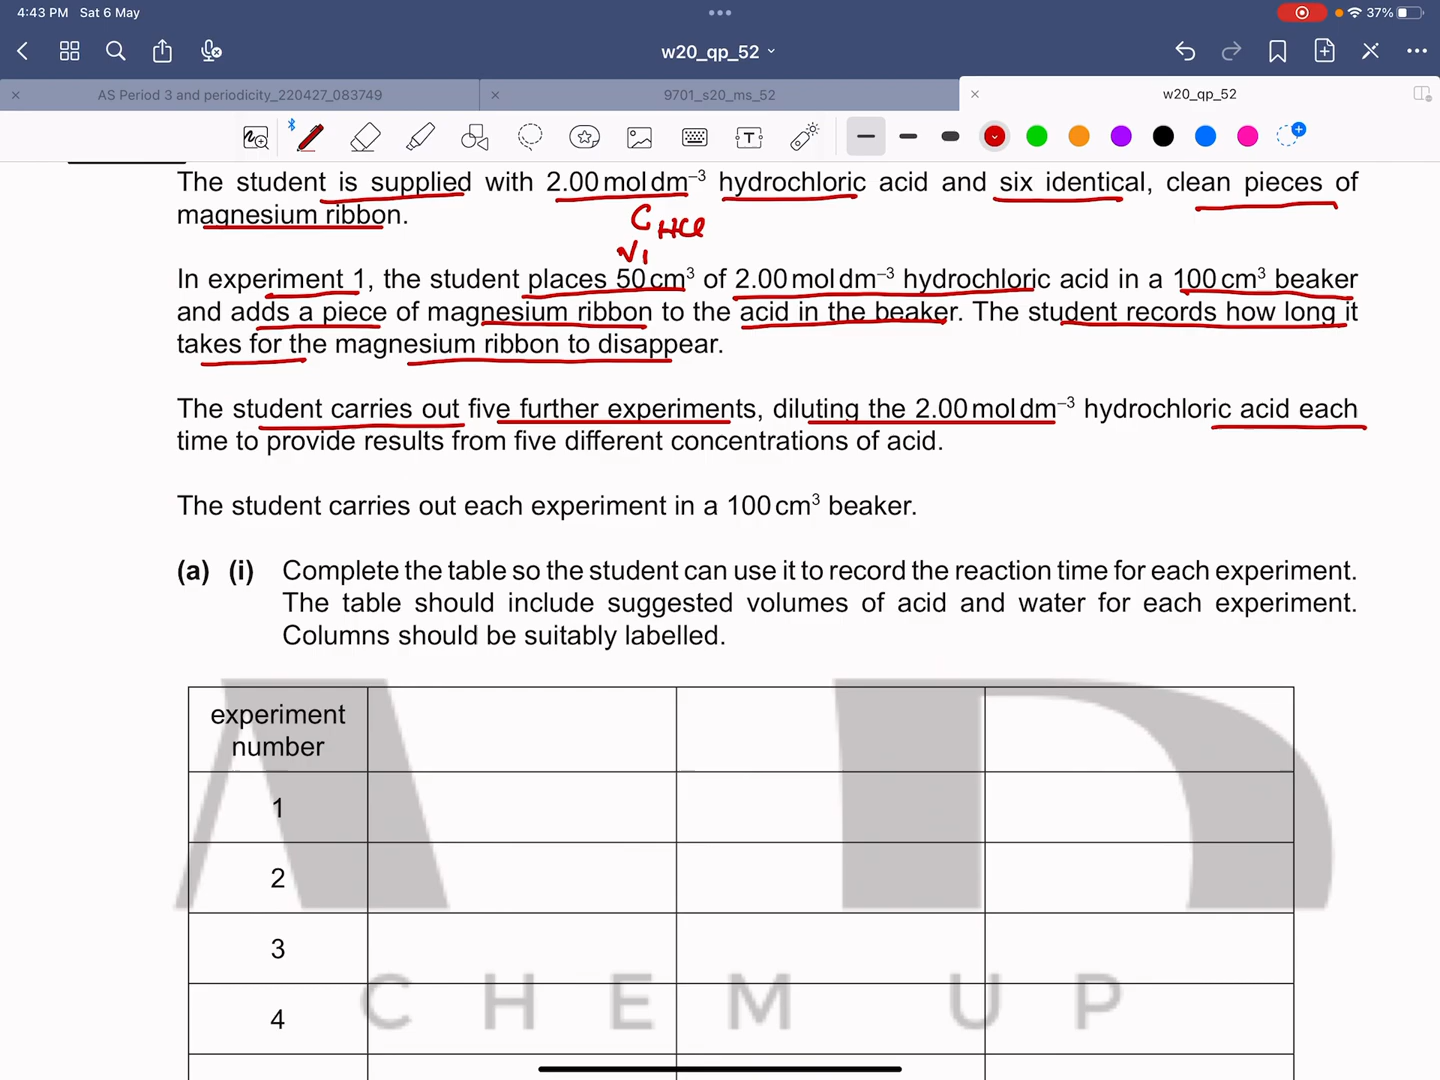 4:43 PM Sat 6 May
37%
w20_qp_52
AS Period 3 and periodicity_220427_083749
9701_s20_ms_52
w20_qp_52
The student is supplied with 2.00 mol dm⁻³ hydrochloric acid and six identical, clean pieces of
magnesium ribbon.
C HCl
V₁
In experiment 1, the student places 50 cm³ of 2.00 mol dm⁻³ hydrochloric acid in a 100 cm³ beaker
and adds a piece of magnesium ribbon to the acid in the beaker. The student records how long it
takes for the magnesium ribbon to disappear.
The student carries out five further experiments, diluting the 2.00 mol dm⁻³ hydrochloric acid each
time to provide results from five different concentrations of acid.
The student carries out each experiment in a 100 cm³ beaker.
(a) (i) Complete the table so the student can use it to record the reaction time for each experiment.
The table should include suggested volumes of acid and water for each experiment.
Columns should be suitably labelled.
experiment
number
1
2
3
4
CHEM UP